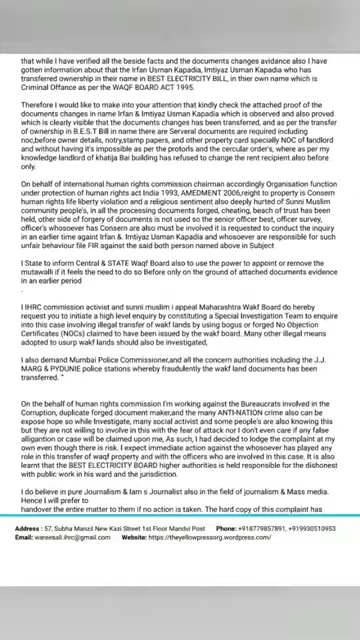 that while I have verified all the beside facts and the documents changes avidance also I have
gotten information about that the Irfan Usman Kapadia, Imtiyaz Usman Kapadia who has
transferred ownership in their name in BEST ELECTRICITY BILL, in thier own name which is
Criminal Offance as per the WAQF BOARD ACT 1995.
Therefore I would like to make into your attention that kindly check the attached proof of the
documents changes in name Irfan & Imtiyaz Usman Kapadia which is observed and also proved
which is clearly visible that the documents changes has been transferred, and as per the transfer
of ownership in B.E.S.T Bill in name there are Serveral documents are required including
noc,before owner details, notry,stamp papers, and other property card specially NOC of landlord
and without having it's impossible as per the protorls and the cercular order's, where as per my
knowledge landlord of khatija Bai building has refused to change the rent recipient also before
only.
On behalf of international human rights commission chairman accordingly Organisation function
under protection of human rights act India 1993, AMEDMENT 2006,reight to property is Consern
human rights life liberty violation and a religious sentiment also deeply hurted of Sunni Muslim
community people's, in all the processing documents forged, cheating, beach of trust has been
held, other side of forgery of documents is not used so the senior officer best, officer survey,
officer's whosoever has Consern are also must be involved it is requested to conduct the inquiry
in an earlier time againt Irfan & Imtiyaz Usman Kapadia and whosoever are responsible for such
unfair behaviour file FIR against the said both person named above in Subject
I State to inform Central & STATE Waqf Board also to use the power to appoint or remove the
mutawalli if it feels the need to do so Before only on the ground of attached documents evidence
in an earlier period
.
I IHRC commission activist and sunni muslim i appeal Maharashtra Wakf Board do hereby
request you to initiate a high level enquiry by constituting a Special Investigation Team to enquire
into this case involving illegal transfer of wakf lands by using bogus or forged No Objection
Certificates (NOCs) claimed to have been issued by the wakf board. Many other illegal means
adopted to usurp wakf lands should also be investigated,
I also demand Mumbai Police Commissioner,and all the concern authorities including the J.J.
MARG & PYDUNIE police stations whereby fraudulently the wakf land documents has been
transferred. "
On the behalf of human rights commission I'm working against the Bureaucrats involved in the
Corruption, duplicate forged document maker,and the many ANTI-NATION crime also can be
expose hope so while Investigate, many social activist and some people's are also knowing this
but they are not willing to involve in this with the fear of attack nor I don't even care if any false
alligantion or case will be claimed upon me, As such, I had decided to lodge the complaint at my
own even though there is risk. I expect immediate action against the whosoever has played any
role in this transfer of waqf property and with the officers who are involved in this case. It is also
learnt that the BEST ELECTRICITY BOARD higher authorities is held responsible for the dishonest
with public work in his ward and the jurisdiction.
I do believe in pure Journalism & Iam s Journalist also in the field of journalism & Mass media.
Hence I will prefer to
handover the entire matter to them if no action is taken. The hard copy of this complaint has
Address : 57, Subha Manzil New Kazi Street 1st Floor Mandvi Post Phone: +918779857891, +919930510953
Email: wareesali.ihrc@gmail.com Website: https://theyellowpressorg.wordpress.com/